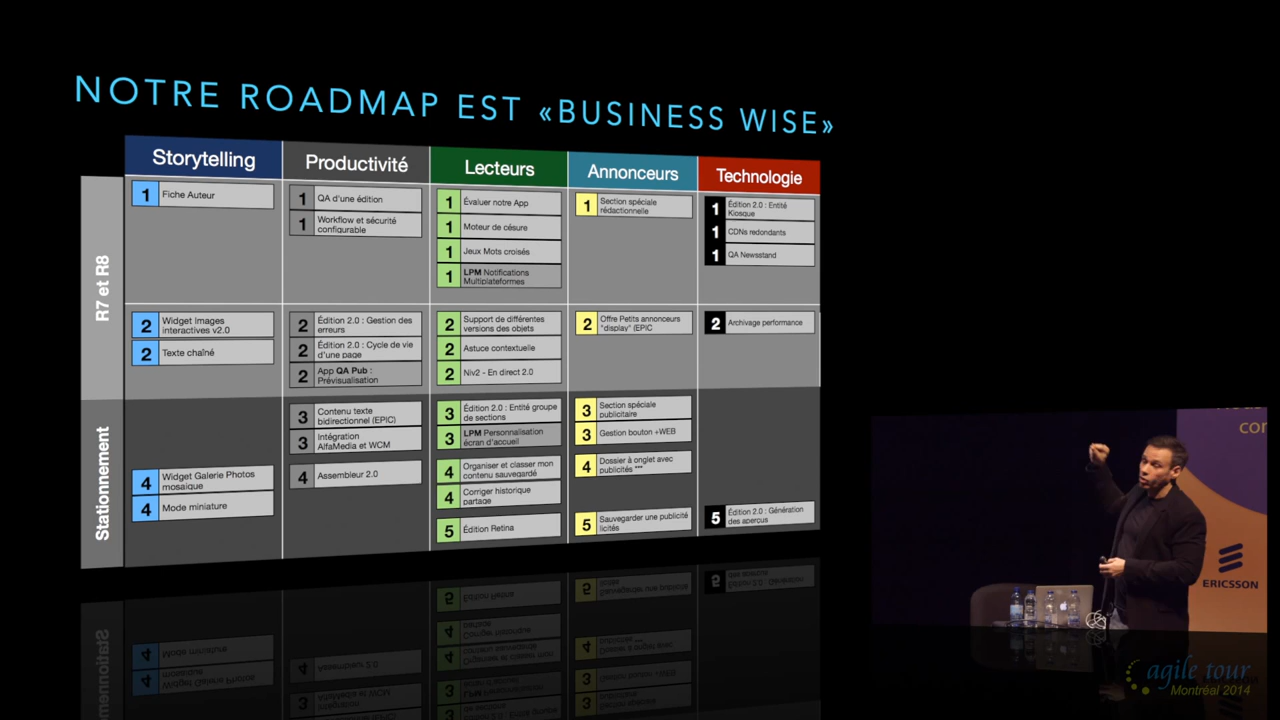 NOTRE ROADMAP EST «BUSINESS WISE»
Storytelling
Productivité
Lecteurs
Annonceurs
Technologie
R7 et R8
1 Fiche Auteur
1 QA d'une édition
1 Workflow et sécurité
configurable
1 Évaluer notre App
1 Moteur de césure
1 Jeux Mots croisés
1 LPM Notifications
Multiplateformes
1 Section spéciale
rédactionnelle
1 Édition 2.0 : Entité
Kiosque
1 CDNs redondants
1 QA Newsstand
2 Widget Images
interactives v2.0
2 Texte chaîné
2 Édition 2.0 : Gestion des
erreurs
2 Édition 2.0 : Cycle de vie
d'une page
2 App QA Pub :
Prévisualisation
2 Support de différentes
versions des objets
2 Astuce contextuelle
2 Niv2 - En direct 2.0
2 Offre Petits annonceurs
"display" (EPIC
2 Archivage performance
Stationnement
4 Widget Galerie Photos
mosaïque
4 Mode miniature
3 Contenu texte
bidirectionnel (EPIC)
3 Intégration
AlfaMedia et WCM
4 Assembleur 2.0
3 Édition 2.0 : Entité groupe
de sections
3 LPM Personnalisation
écran d'accueil
4 Organiser et classer mon
contenu sauvegardé
4 Corriger historique
partage
5 Édition Retina
3 Section spéciale
publicitaire
3 Gestion bouton +WEB
4 Dossier à onglet avec
publicités ***
5 Sauvegarder une publicité
licités
5 Édition 2.0 : Génération
des aperçus
ERICSSON
agile tour
Montréal 2014